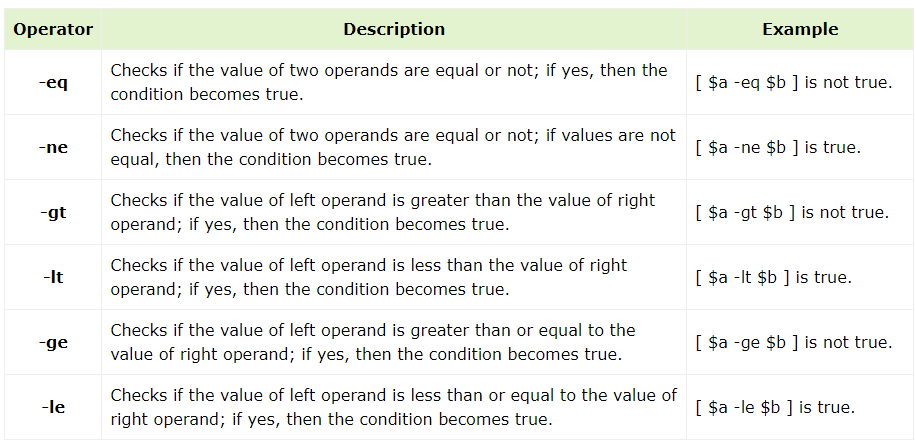 Operator Description Example
-eq Checks if the value of two operands are equal or not; if yes, then the condition becomes true. [ $a -eq $b ] is not true.
-ne Checks if the value of two operands are equal or not; if values are not equal, then the condition becomes true. [ $a -ne $b ] is true.
-gt Checks if the value of left operand is greater than the value of right operand; if yes, then the condition becomes true. [ $a -gt $b ] is not true.
-lt Checks if the value of left operand is less than the value of right operand; if yes, then the condition becomes true. [ $a -lt $b ] is true.
-ge Checks if the value of left operand is greater than or equal to the value of right operand; if yes, then the condition becomes true. [ $a -ge $b ] is not true.
-le Checks if the value of left operand is less than or equal to the value of right operand; if yes, then the condition becomes true. [ $a -le $b ] is true.